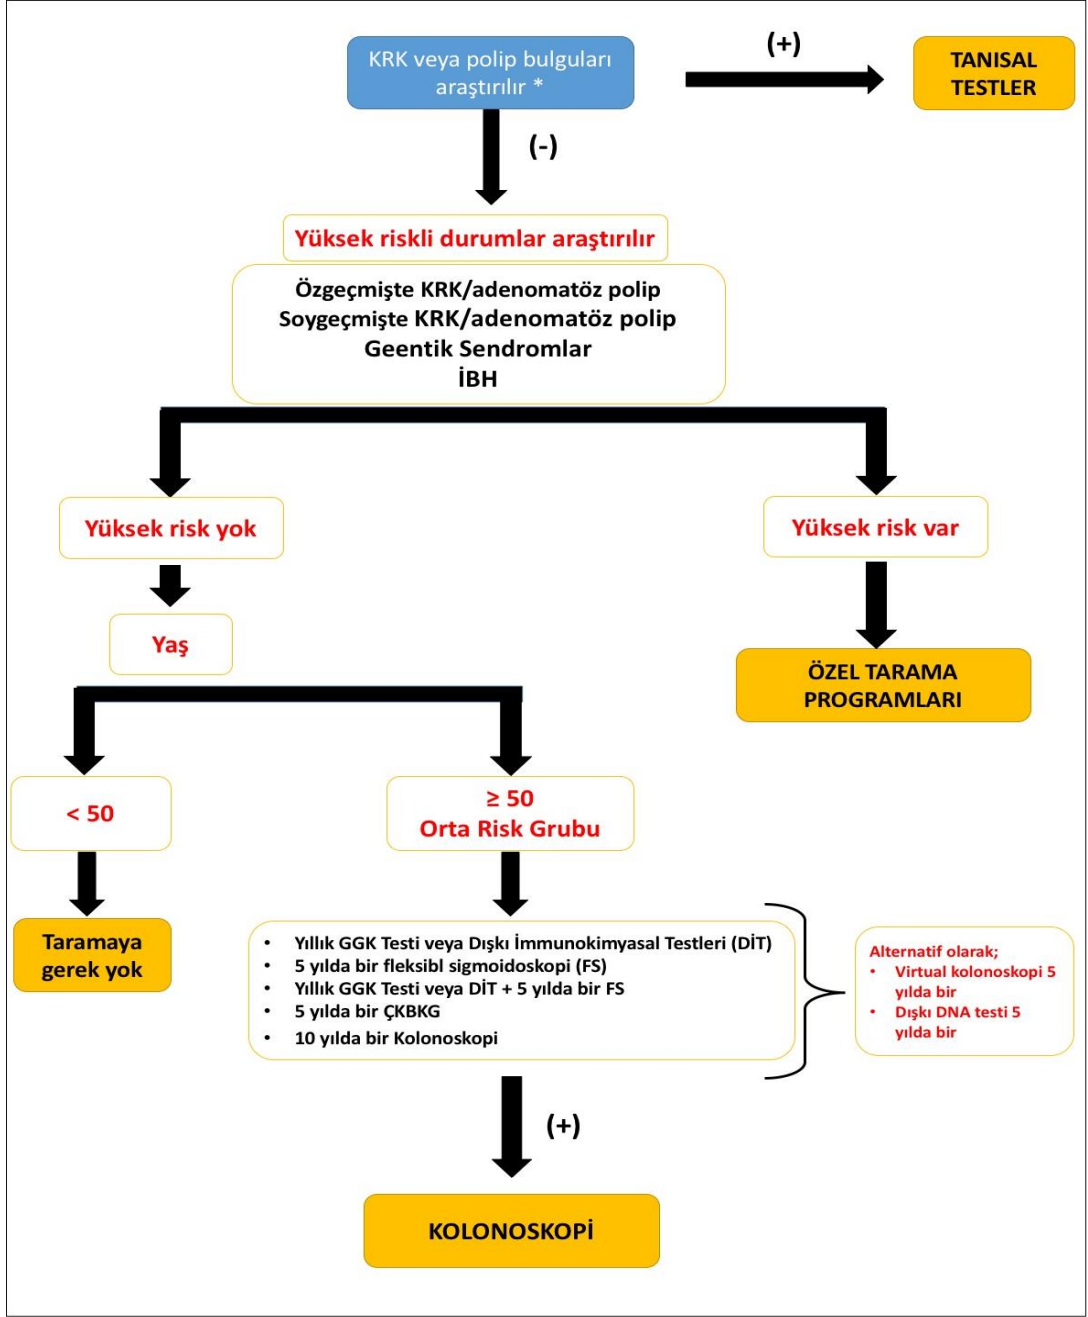 KRK veya polip bulguları
araştırılır *
(+)
TANISAL
TESTLER
(-)
Yüksek riskli durumlar araştırılır
Özgeçmişte KRK/adenomatöz polip
Soygeçmişte KRK/adenomatöz polip
Geentik Sendromlar
İBH
Yüksek risk yok
Yüksek risk var
Yaş
ÖZEL TARAMA
PROGRAMLARI
< 50
≥ 50
Orta Risk Grubu
Taramaya
gerek yok
• Yıllık GGK Testi veya Dışkı İmmunokimyasal Testleri (DİT)
• 5 yılda bir fleksibl sigmoidoskopi (FS)
• Yıllık GGK Testi veya DİT + 5 yılda bir FS
• 5 yılda bir ÇKBKG
• 10 yılda bir Kolonoskopi
Alternatif olarak;
• Virtual kolonoskopi 5
yılda bir
• Dışkı DNA testi 5
yılda bir
(+)
KOLONOSKOPİ